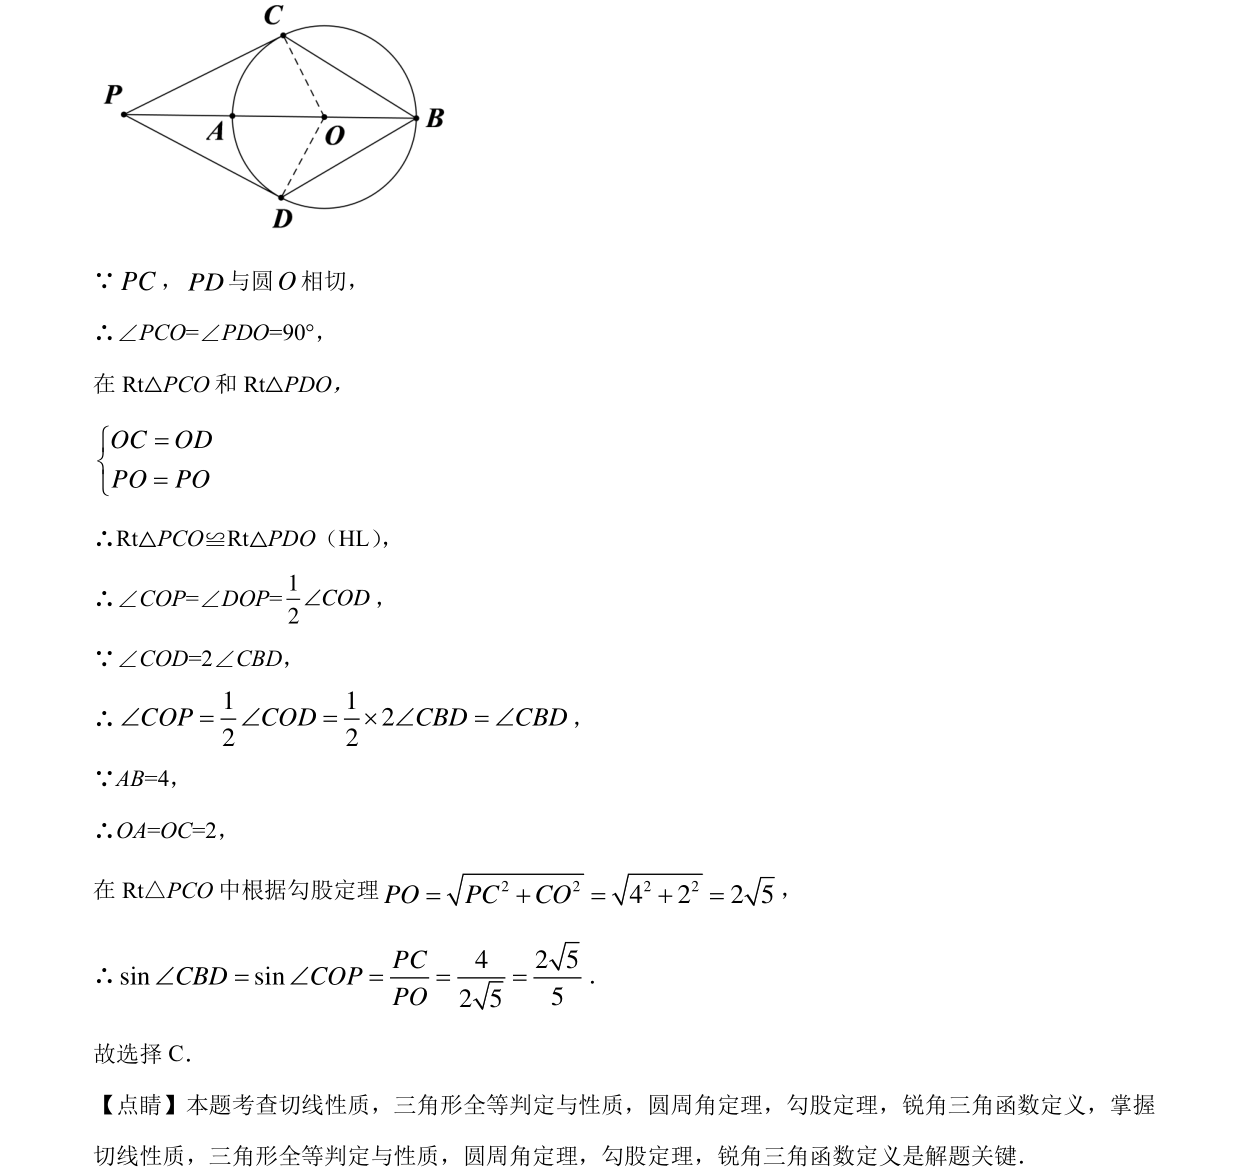 C
P
A
O
B
D
∵PC，PD与圆O相切，
∴∠PCO=∠PDO=90°，
在 Rt△PCO 和 Rt△PDO，
{OC=OD
PO=PO
∴Rt△PCO≌Rt△PDO（HL），
∴∠COP=∠DOP=1/2∠COD，
∵∠COD=2∠CBD，
∴∠COP=1/2∠COD=1/2×2∠CBD=∠CBD，
∵AB=4，
∴OA=OC=2，
在 Rt△PCO 中根据勾股定理 PO=√(PC²+CO²)=√(4²+2²)=2√5，
∴sin∠CBD=sin∠COP=PC/PO=4/(2√5)=2√5/5．
故选择 C．
【点睛】本题考查切线性质，三角形全等判定与性质，圆周角定理，勾股定理，锐角三角函数定义，掌握
切线性质，三角形全等判定与性质，圆周角定理，勾股定理，锐角三角函数定义是解题关键．